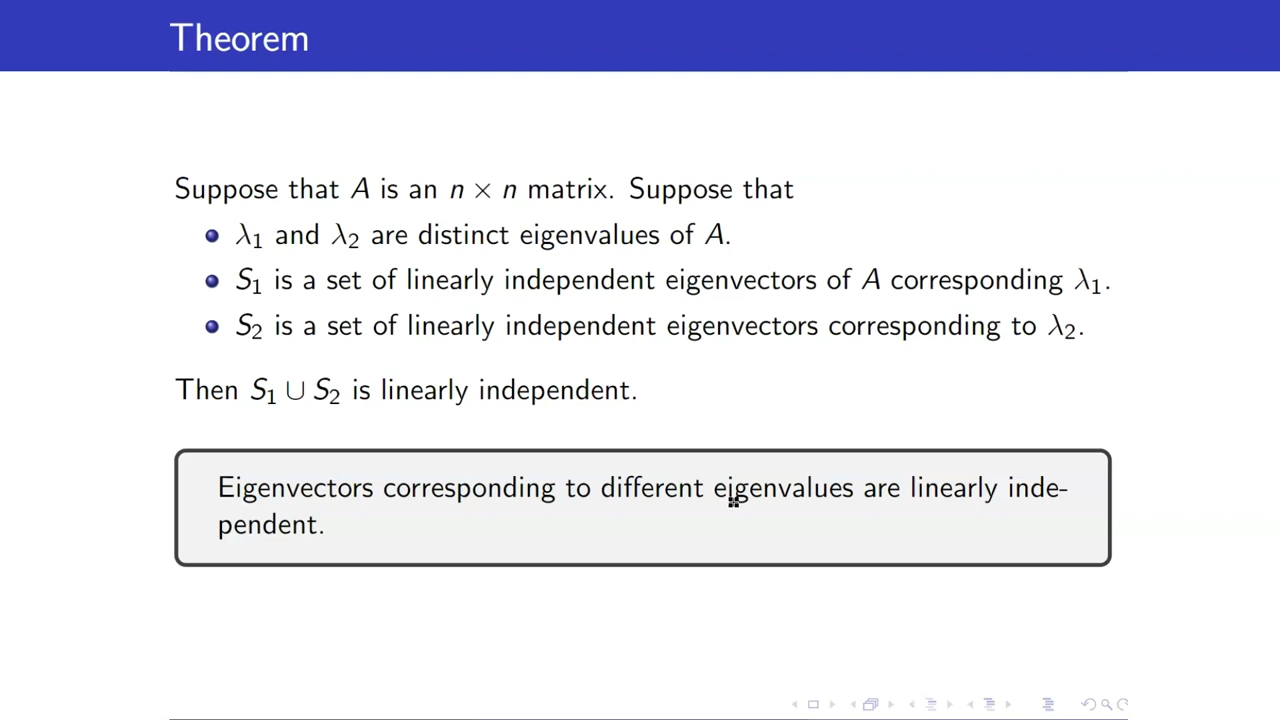 Theorem
Suppose that A is an n × n matrix. Suppose that
λ₁ and λ₂ are distinct eigenvalues of A.
S₁ is a set of linearly independent eigenvectors of A corresponding λ₁.
S₂ is a set of linearly independent eigenvectors corresponding to λ₂.
Then S₁ ∪ S₂ is linearly independent.
Eigenvectors corresponding to different eigenvalues are linearly inde-
pendent.